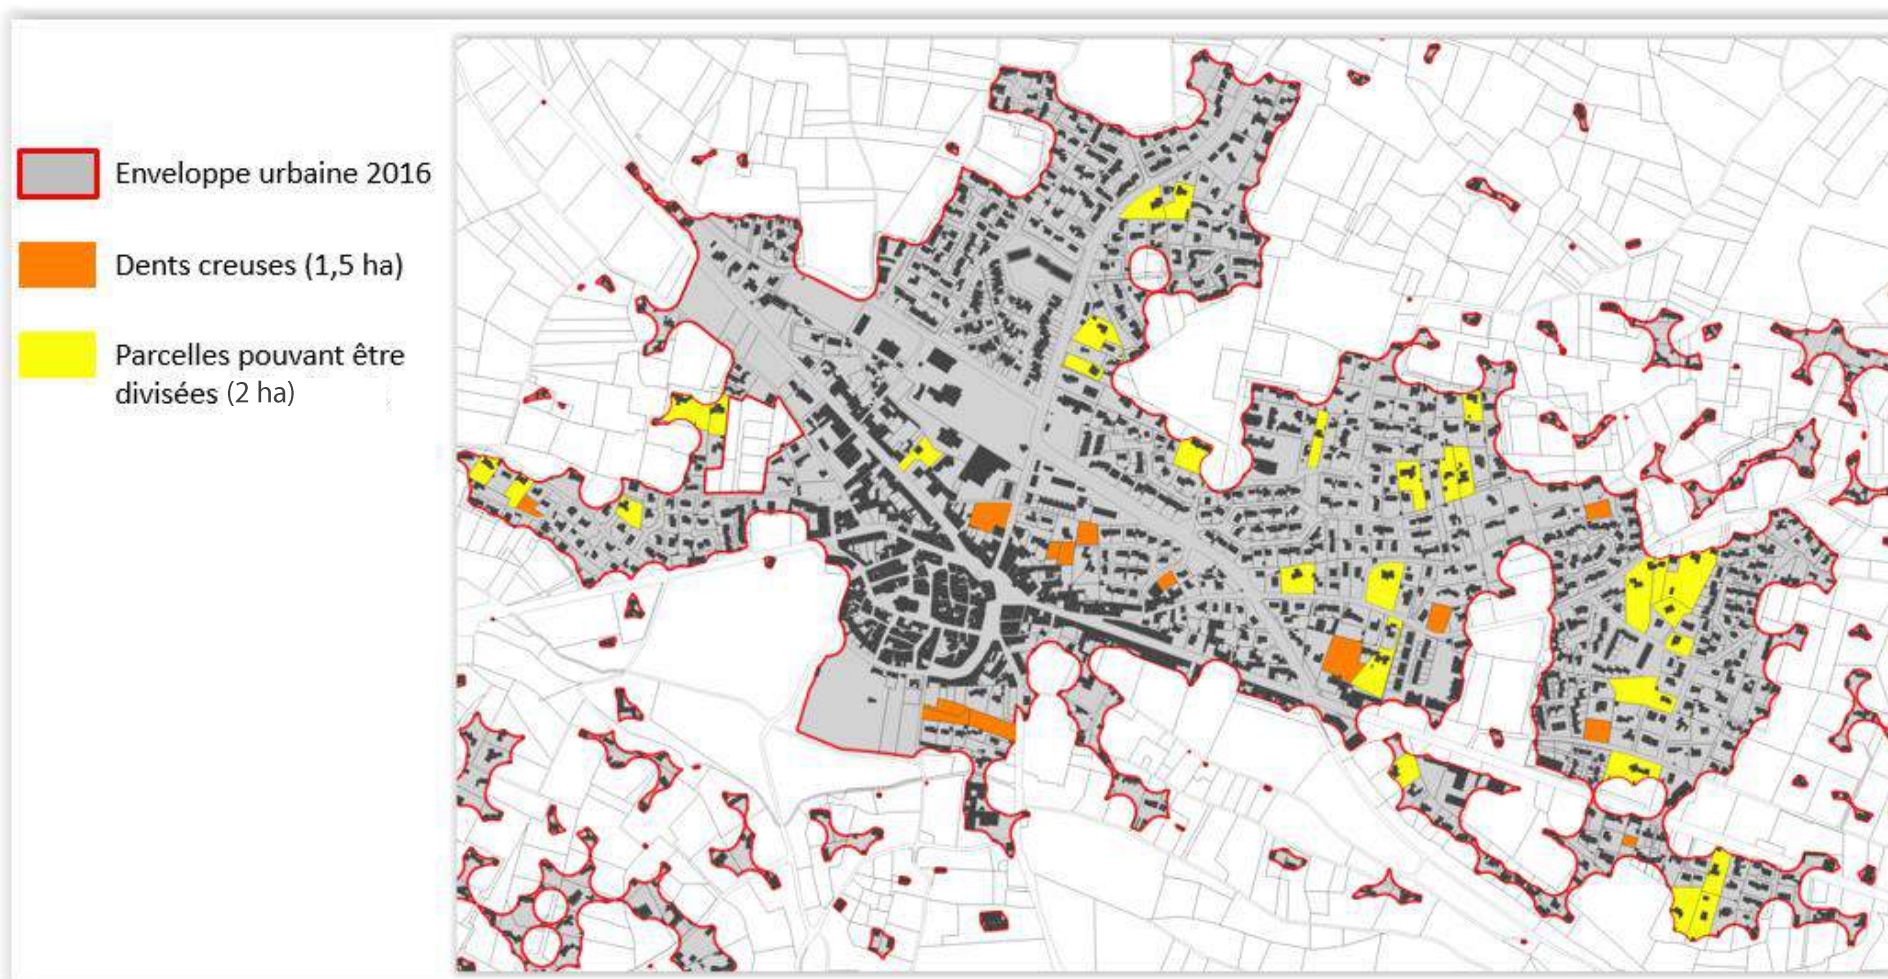 Enveloppe urbaine 2016
Dents creuses (1,5 ha)
Parcelles pouvant être
divisées (2 ha)